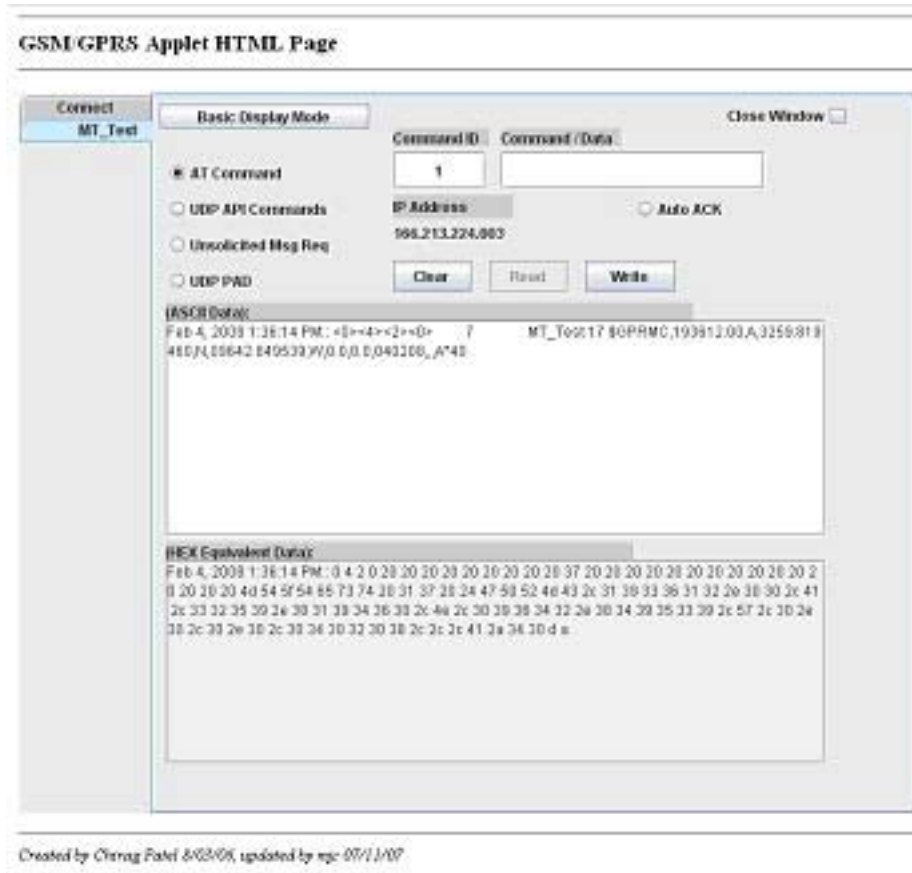 GSM/GPRS Applet HTML Page
Connect
MT_Test
Basic Display Mode
Close Window
Command ID
Command / Data
AT Command
1
UDP API Commands
IP Address
Auto ACK
166.213.224.003
Unsolicited Msg Req
UDP PAD
Clear
Read
Write
(ASCII Data):
Feb 4, 2008 1:36:14 PM.: <0><4><2><0> 7 MT_Test 17 $GPRMC,193612.00,A,3259.818
460,N,09642.849539,W,0.0,0.0,040208,,,A*40
(HEX Equivalent Data):
Feb 4, 2008 1:36:14 PM.: 0 4 2 0 20 20 20 20 20 20 20 20 20 37 20 20 20 20 20 20 20 20 20 20 20 2
0 20 20 20 4d 54 5f 54 65 73 74 20 31 37 20 24 47 50 52 4d 43 2c 31 39 33 36 31 32 2e 30 30 2c 41
2c 33 32 35 39 2e 38 31 38 34 36 30 2c 4e 2c 30 39 36 34 32 2e 38 34 39 35 33 39 2c 57 2c 30 2e
30 2c 30 2e 30 2c 30 34 30 32 30 38 2c 2c 2c 41 2a 34 30 d a
Created by Chirag Patel 8/03/06, updated by mjc 07/11/07